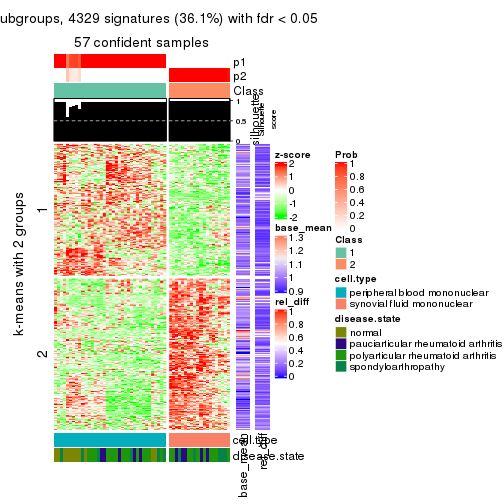 ubgroups, 4329 signatures (36.1%) with fdr < 0.05
57 confident samples
p1
p2
Class
1
0.5
0
silhouette
score
k-means with 2 groups
1
2
z-score
2
1
0
-1
-2
base_mean
1.3
1.2
1.1
1
0.9
rel_diff
1
0.8
0.6
0.4
0.2
0
Prob
1
0.8
0.6
0.4
0.2
0
Class
1
2
cell.type
peripheral blood mononuclear
synovial fluid mononuclear
disease.state
normal
pauciarticular rheumatoid arthritis
polyarticular rheumatoid arthritis
spondyloarthropathy
cell.type
disease.state
base_mean
rel_diff